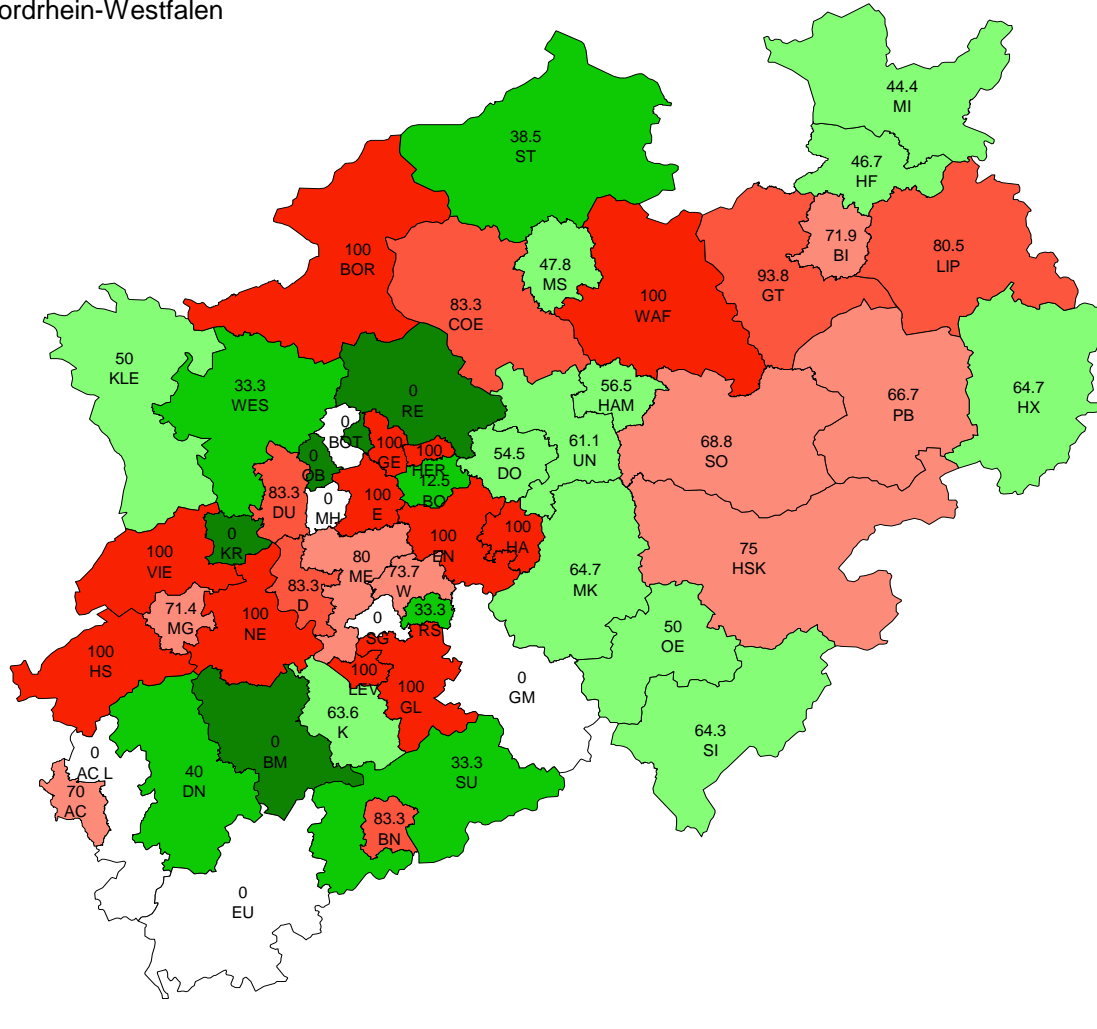 ordrhein-Westfalen
44.4
MI
38.5
ST
46.7
HF
71.9
BI
80.5
LIP
100
BOR
47.8
MS
93.8
GT
100
WAF
83.3
COE
50
KLE
33.3
WES
0
RE
56.5
HAM
66.7
PB
64.7
HX
0
BOT
100
GE
100
HER
54.5
DO
61.1
UN
68.8
SO
0
OB
12.5
BO
83.3
DU
0
MH
100
E
0
KR
100
EN
100
HA
75
HSK
100
VIE
80
ME
73.7
W
64.7
MK
83.3
D
71.4
MG
100
NE
0
SG
33.3
RS
50
OE
100
HS
100
LEV
100
GL
0
GM
63.6
K
64.3
SI
0
BM
0
AC L
40
DN
33.3
SU
70
AC
83.3
BN
0
EU